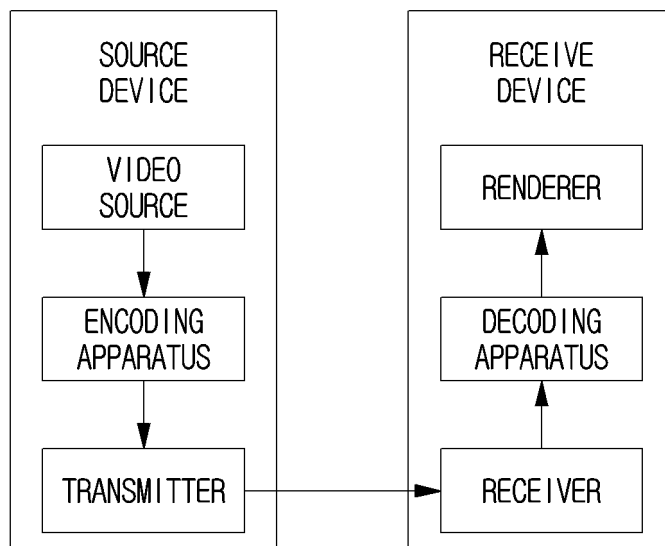 SOURCE
DEVICE
VIDEO
SOURCE
ENCODING
APPARATUS
TRANSMITTER
RECEIVE
DEVICE
RENDERER
DECODING
APPARATUS
RECEIVER